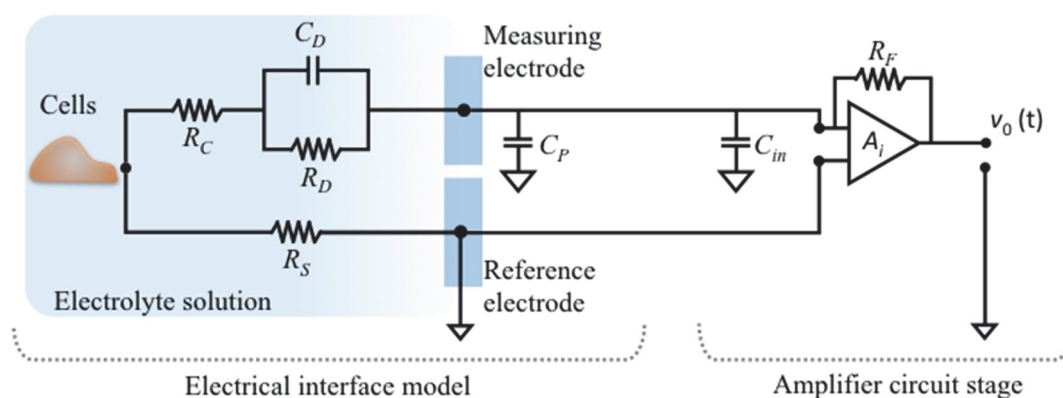 C_D
Measuring
electrode
R_F
Cells
R_C
C_P
C_in
A_i
v_0 (t)
R_D
R_S
Reference
electrode
Electrolyte solution
Electrical interface model
Amplifier circuit stage